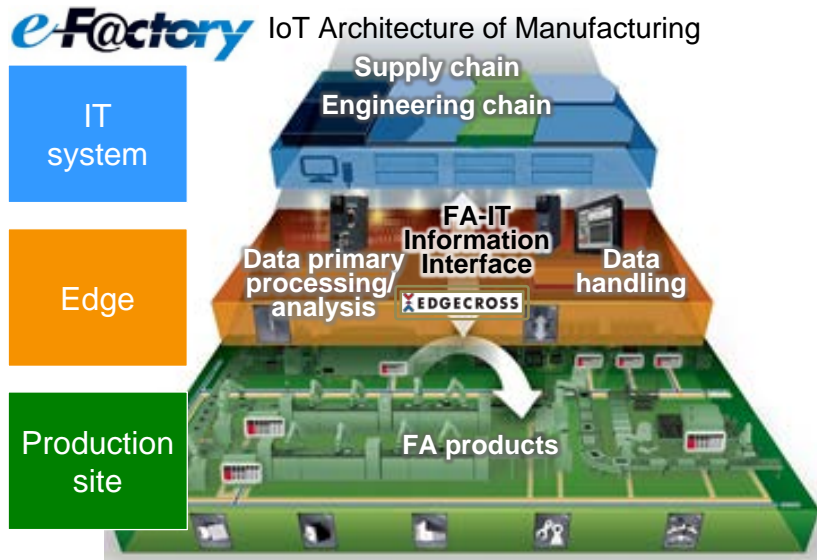 e-F@ctory IoT Architecture of Manufacturing
Supply chain
Engineering chain
IT
system
FA-IT
Information
Interface
Data primary
processing/
analysis
Data
handling
EDGECROSS
Edge
Production
site
FA products